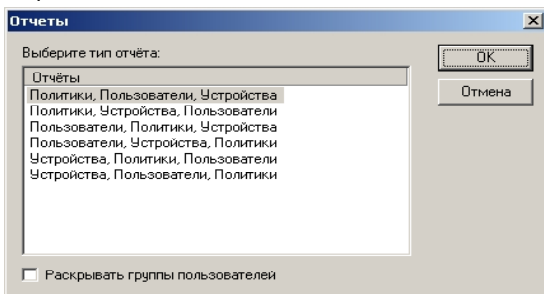 Отчеты
Выберите тип отчёта:
OK
Отчёты
Отмена
Политики, Пользователи, Устройства
Политики, Устройства, Пользователи
Пользователи, Политики, Устройства
Пользователи, Устройства, Политики
Устройства, Политики, Пользователи
Устройства, Пользователи, Политики
Раскрывать группы пользователей